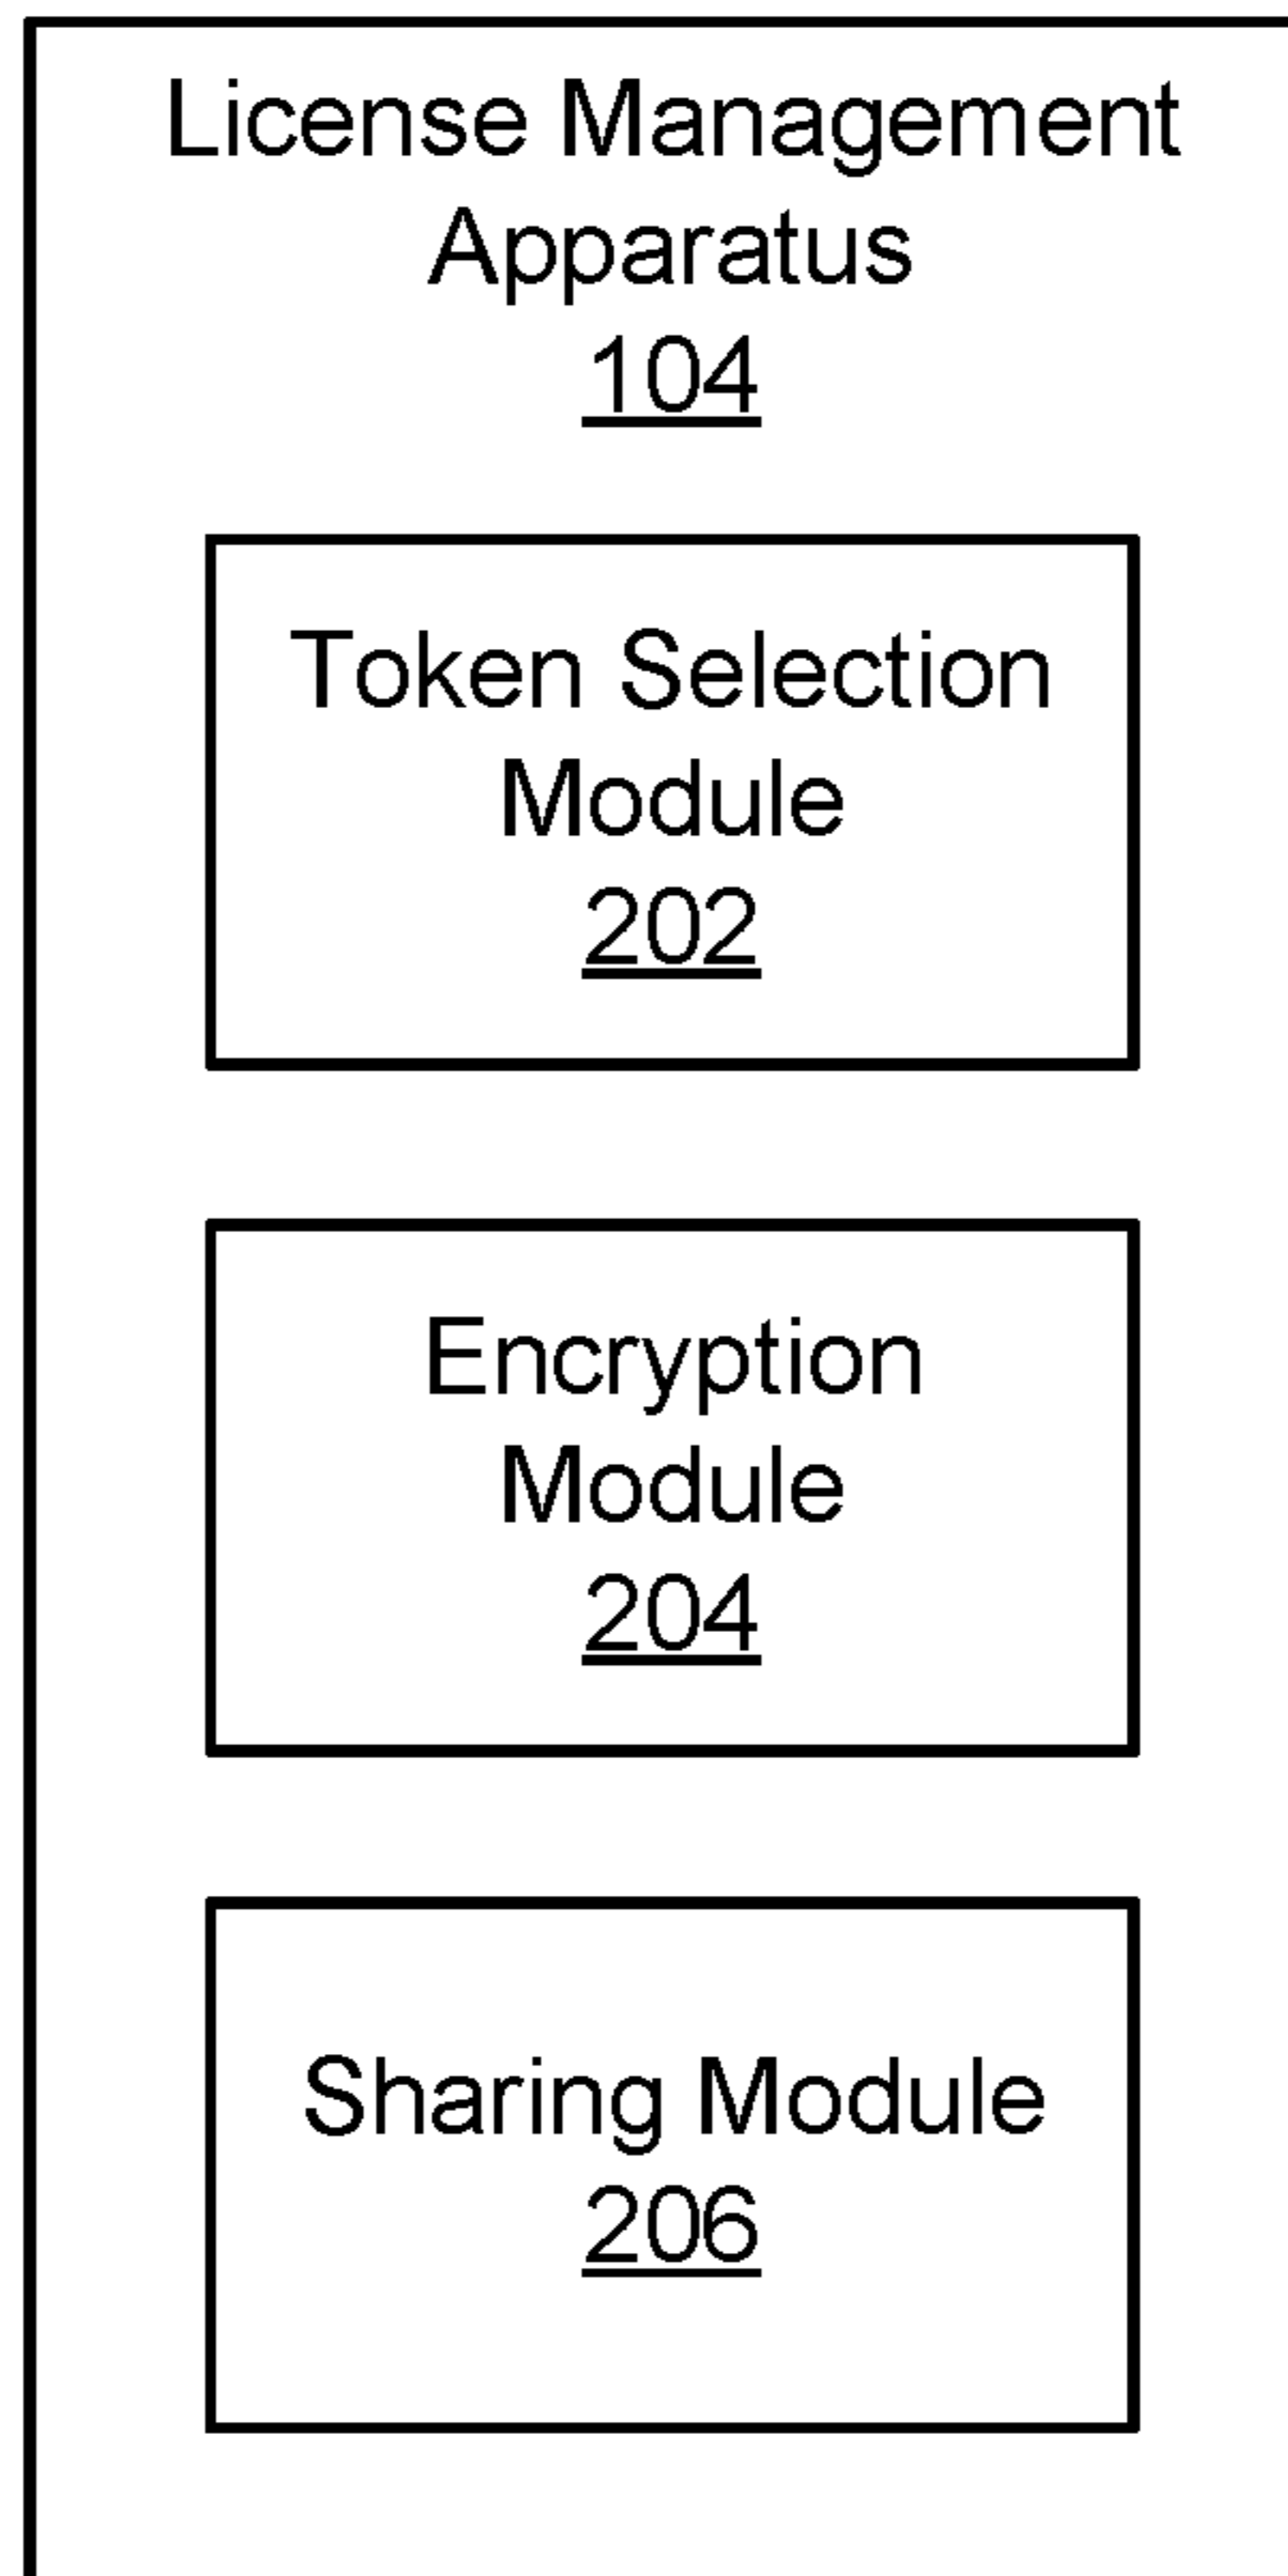 License Management
Apparatus
104
Token Selection
Module
202
Encryption
Module
204
Sharing Module
206